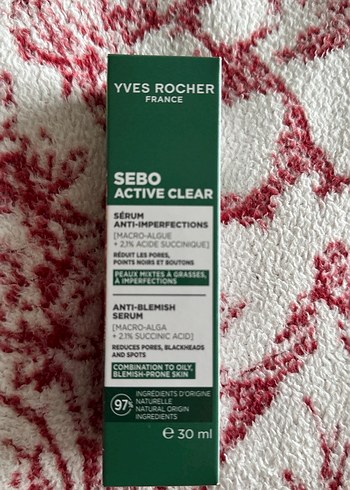 YVES ROCHER
FRANCE
SEBO
ACTIVE CLEAR
SÉRUM
ANTI-IMPERFECTIONS
[MACRO-ALGUE
+ 2,1% ACIDE SUCCINIQUE]
RÉDUIT LES PORES,
POINTS NOIRS ET BOUTONS
PEAUX MIXTES À GRASSES,
À IMPERFECTIONS
ANTI-BLEMISH
SERUM
[MACRO-ALGA
+ 2.1% SUCCINIC ACID]
REDUCES PORES, BLACKHEADS
AND SPOTS
COMBINATION TO OILY,
BLEMISH-PRONE SKIN
97%
INGRÉDIENTS D'ORIGINE
NATURELLE
NATURAL ORIGIN
INGREDIENTS
℮ 30 ml